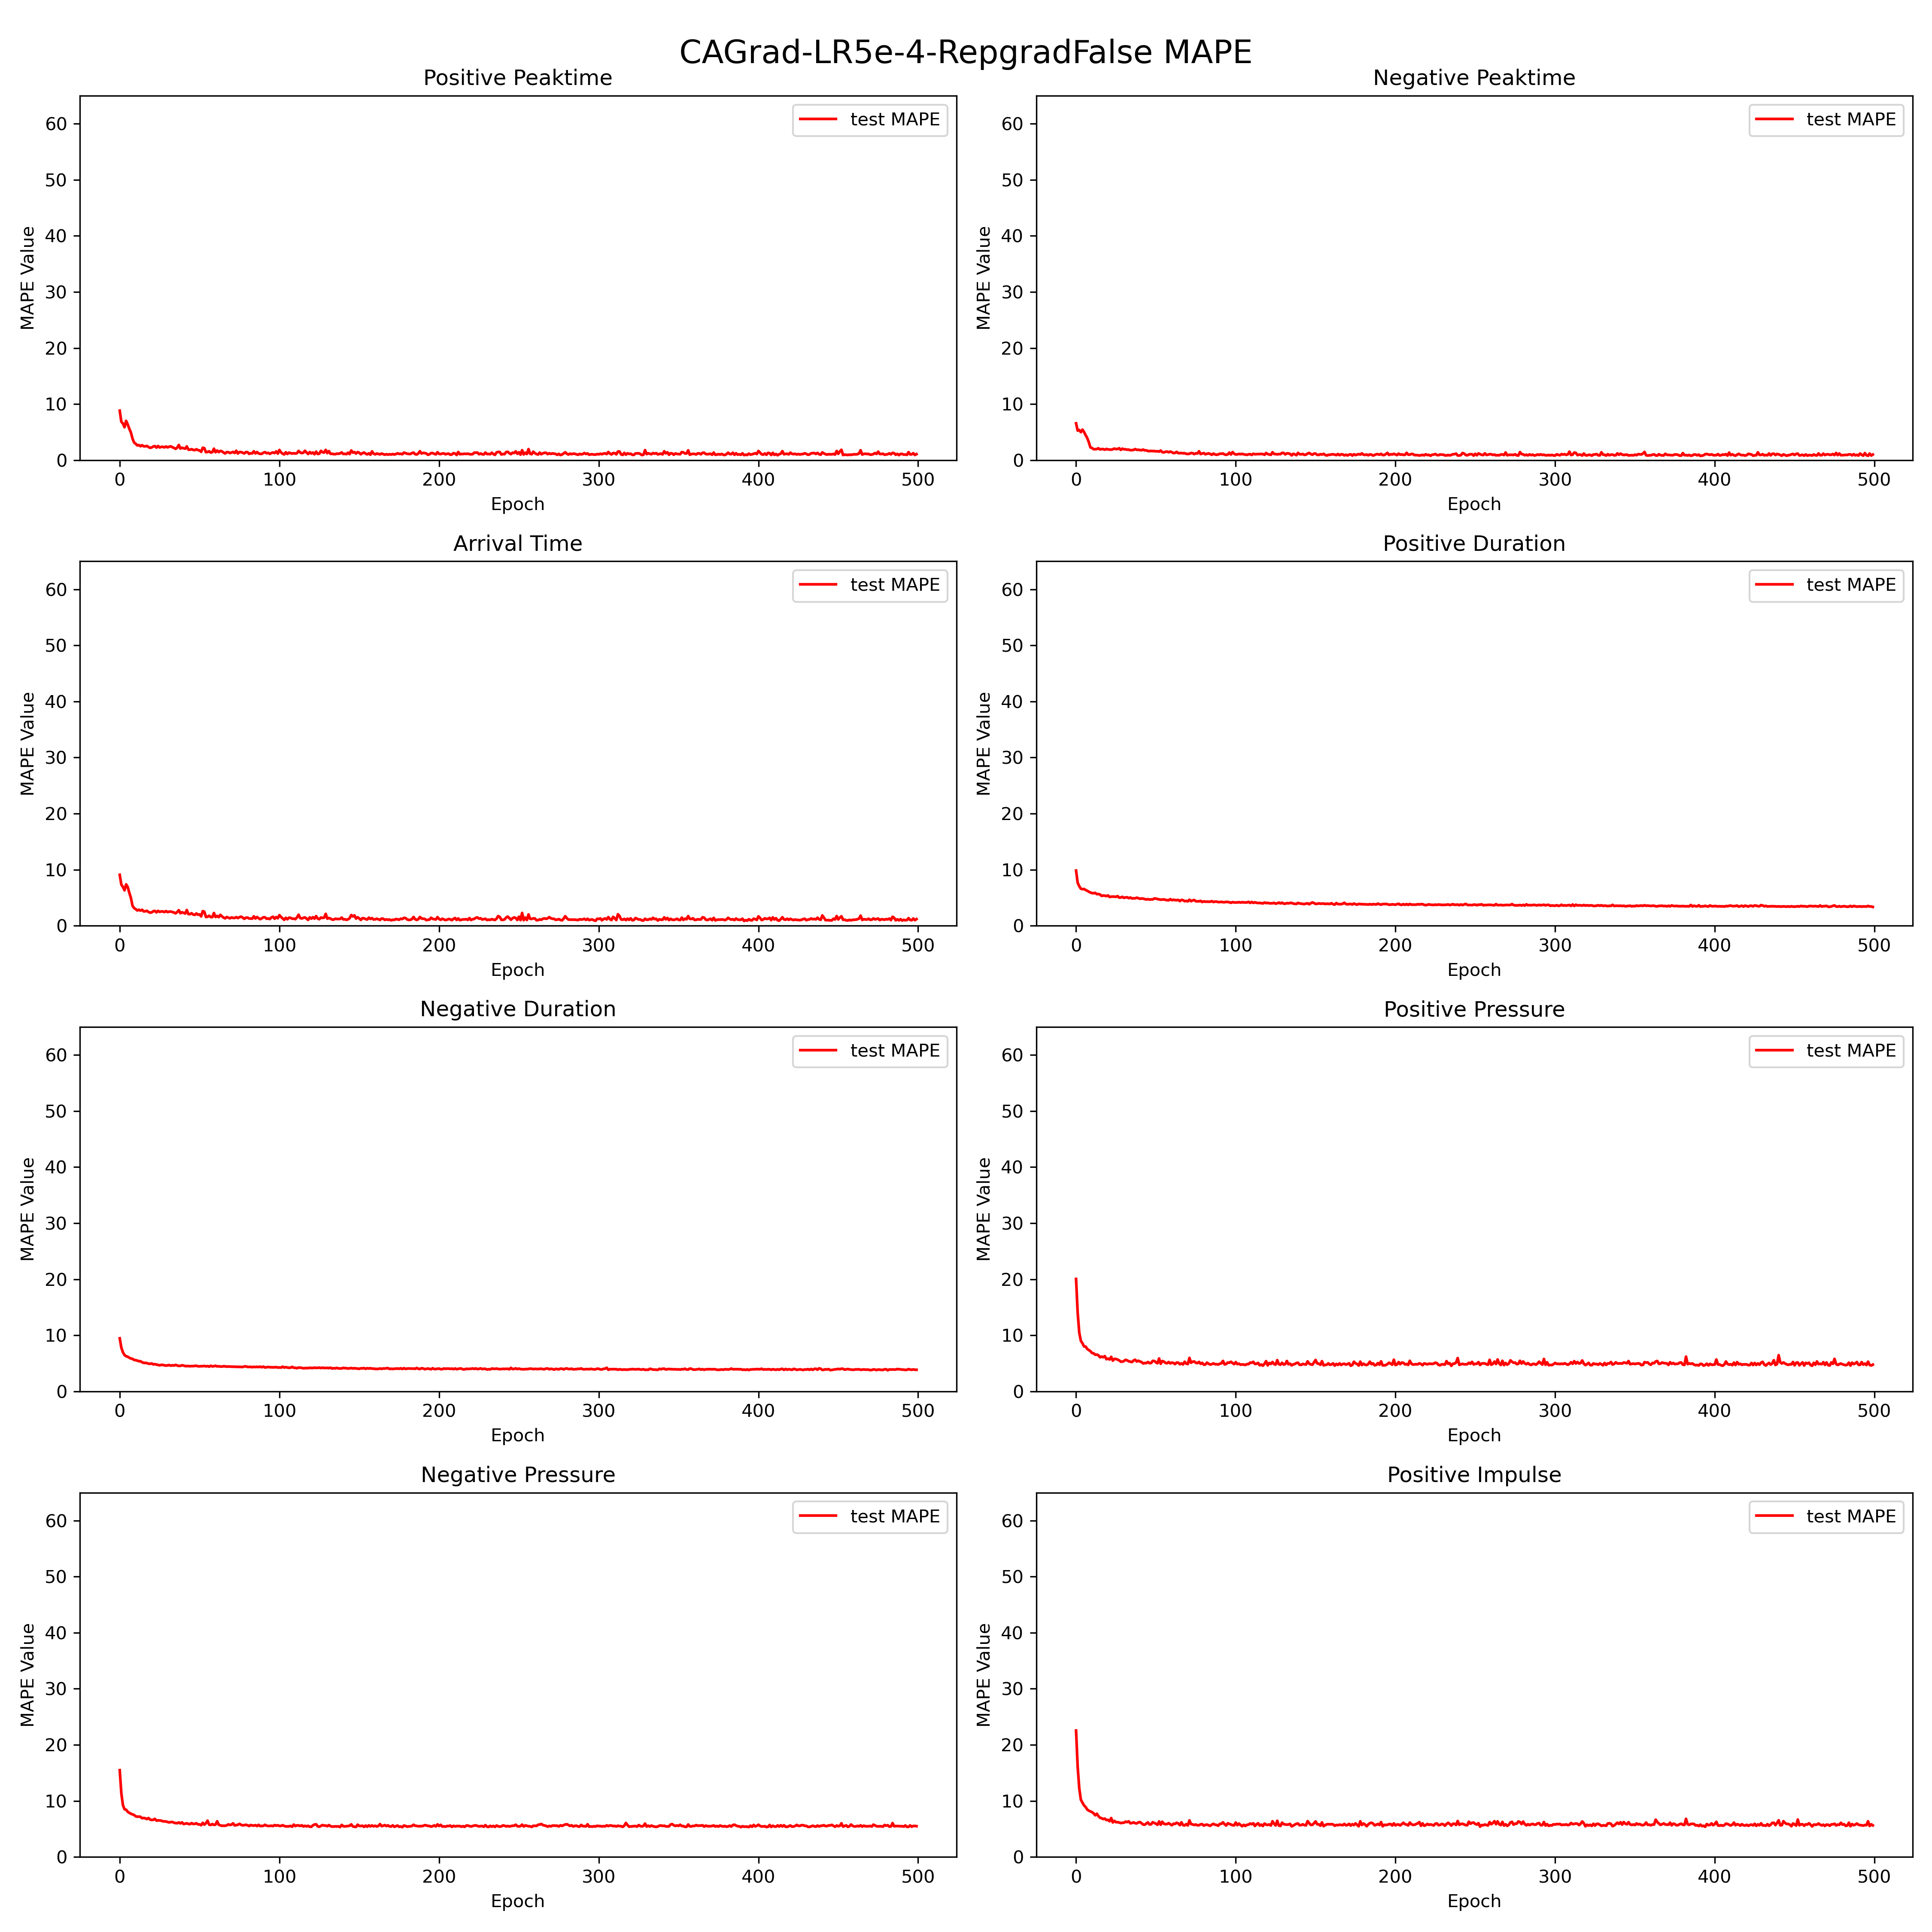 CAGrad-LR5e-4-RepgradFalse MAPE
Positive Peaktime
test MAPE
MAPE Value
60
50
40
30
20
10
0
0 100 200 300 400 500
Epoch
Negative Peaktime
test MAPE
MAPE Value
60
50
40
30
20
10
0
0 100 200 300 400 500
Epoch
Arrival Time
test MAPE
MAPE Value
60
50
40
30
20
10
0
0 100 200 300 400 500
Epoch
Positive Duration
test MAPE
MAPE Value
60
50
40
30
20
10
0
0 100 200 300 400 500
Epoch
Negative Duration
test MAPE
MAPE Value
60
50
40
30
20
10
0
0 100 200 300 400 500
Epoch
Positive Pressure
test MAPE
MAPE Value
60
50
40
30
20
10
0
0 100 200 300 400 500
Epoch
Negative Pressure
test MAPE
MAPE Value
60
50
40
30
20
10
0
0 100 200 300 400 500
Epoch
Positive Impulse
test MAPE
MAPE Value
60
50
40
30
20
10
0
0 100 200 300 400 500
Epoch